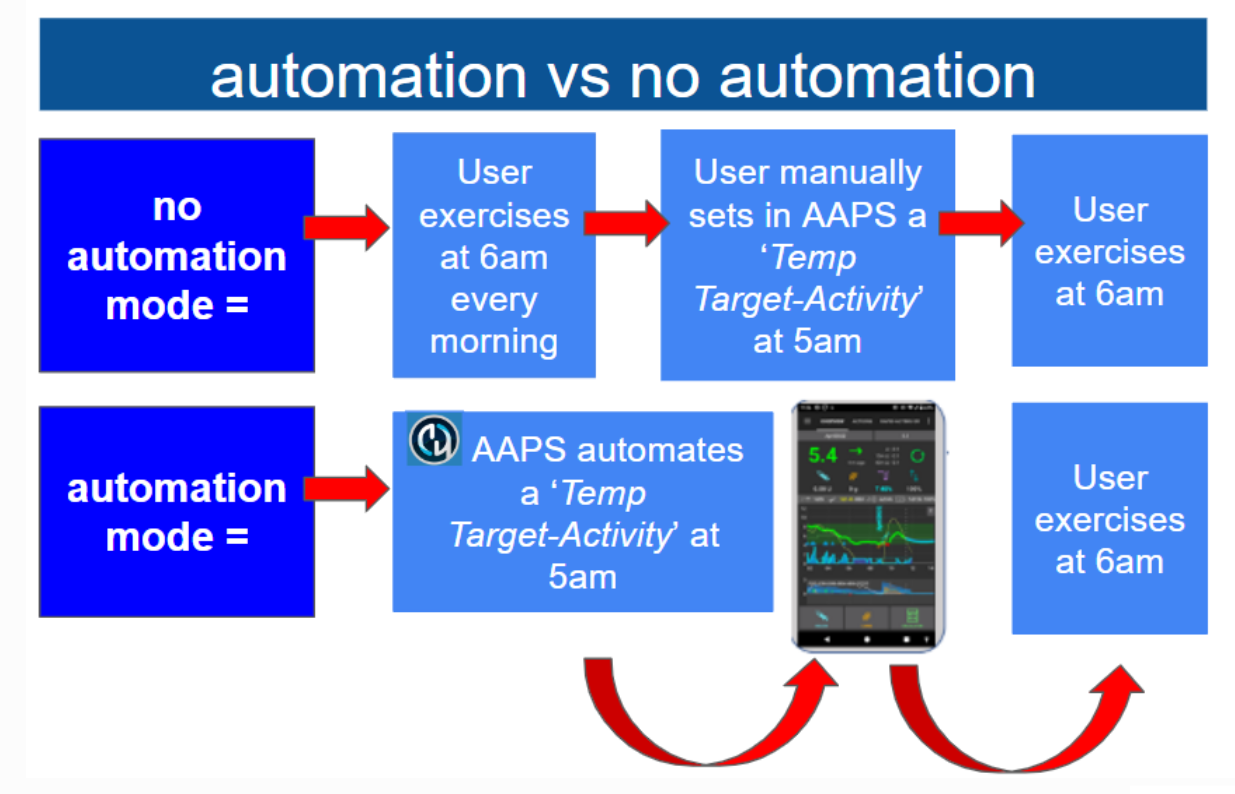 automation vs no automation
no
automation
mode =
User
exercises
at 6am
every
morning
User manually
sets in AAPS a
‘Temp
Target-Activity’
at 5am
User
exercises
at 6am
automation
mode =
AAPS automates
a ‘Temp
Target-Activity’ at
5am
5.4
User
exercises
at 6am